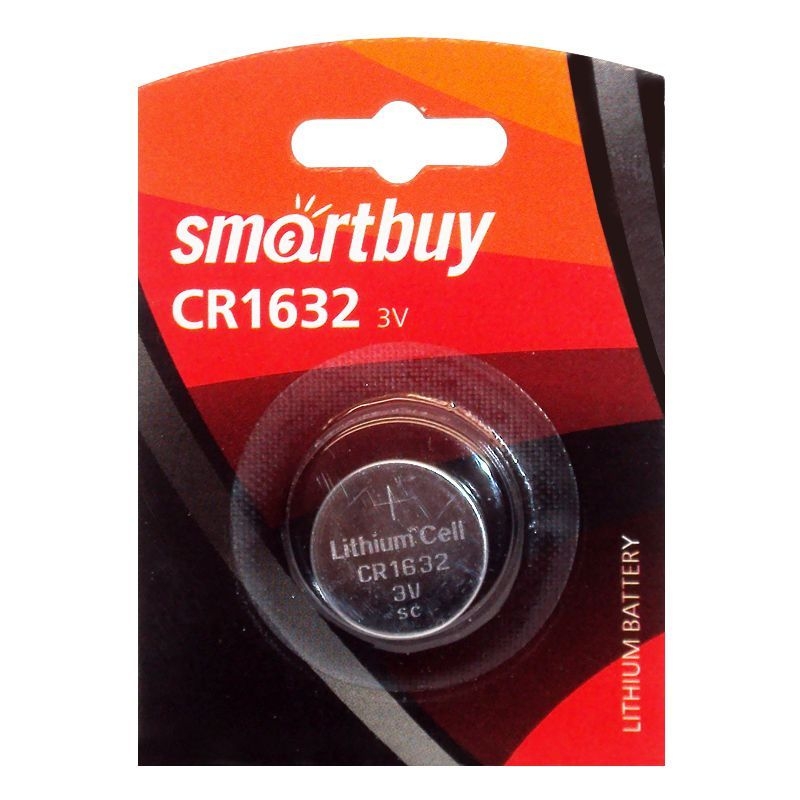 smartbuy
CR1632 3V
+
Lithium Cell
CR1632
3V
SC
LITHIUM BATTERY